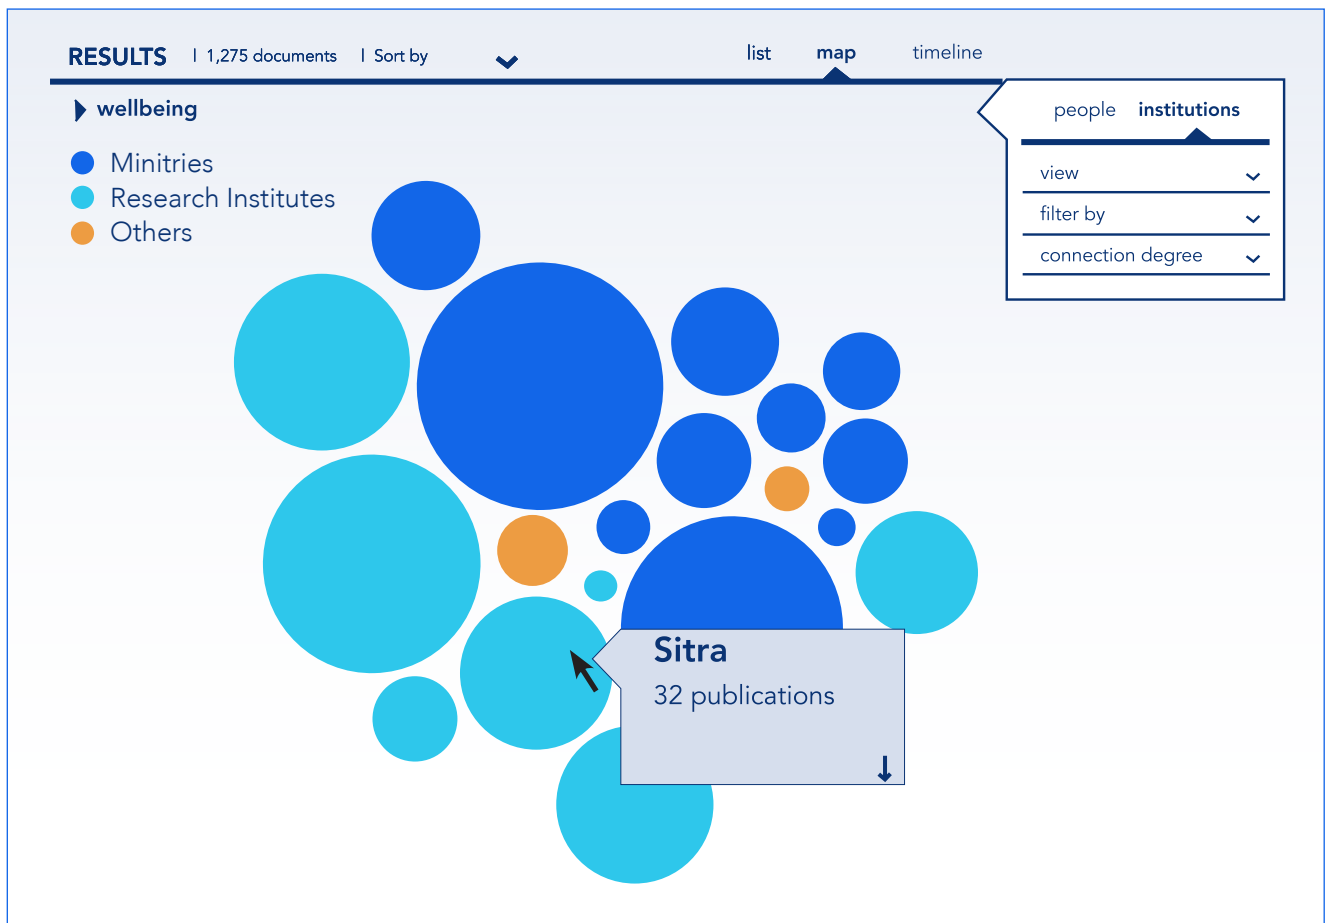 RESULTS | 1,275 documents | Sort by
list map timeline
wellbeing
people institutions
Minitries
view
Research Institutes
filter by
Others
connection degree
Sitra
32 publications